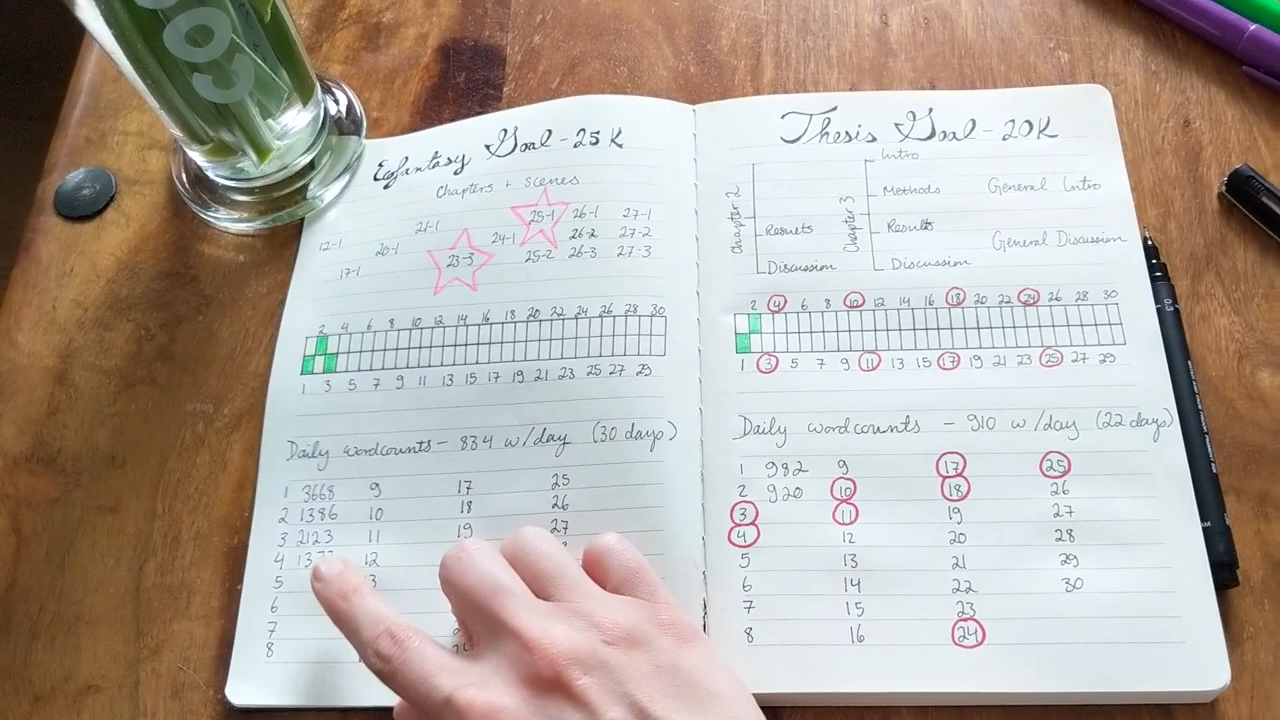 CO
Ecofantasy Goal - 25K
Chapters + Scenes
12-1 17-1 20-1 21-1 23-3 24-1 25-1 26-1 27-1
26-2 27-2
25-2 26-3 27-3
2 4 6 8 10 12 14 16 18 20 22 24 26 28 30
1 3 5 7 9 11 13 15 17 19 21 23 25 27 29
Daily wordcounts - 834 w/day (30 days)
1 3668 9 17 25
2 1386 10 18 26
3 2123 11 19 27
4 12
5
6
7
8
Thesis Goal - 20K
Chapter 2
Results
Discussion
Chapter 3
Intro
Methods
Results
Discussion
General Intro
General Discussion
2 4 6 8 10 12 14 16 18 20 22 24 26 28 30
1 3 5 7 9 11 13 15 17 19 21 23 25 27 29
Daily wordcounts - 910 w/day (22 days)
1 982 9 17 25
2 920 10 18 26
3 11 19 27
4 12 20 28
5 13 21 29
6 14 22 30
7 15 23
8 16 24
0.3